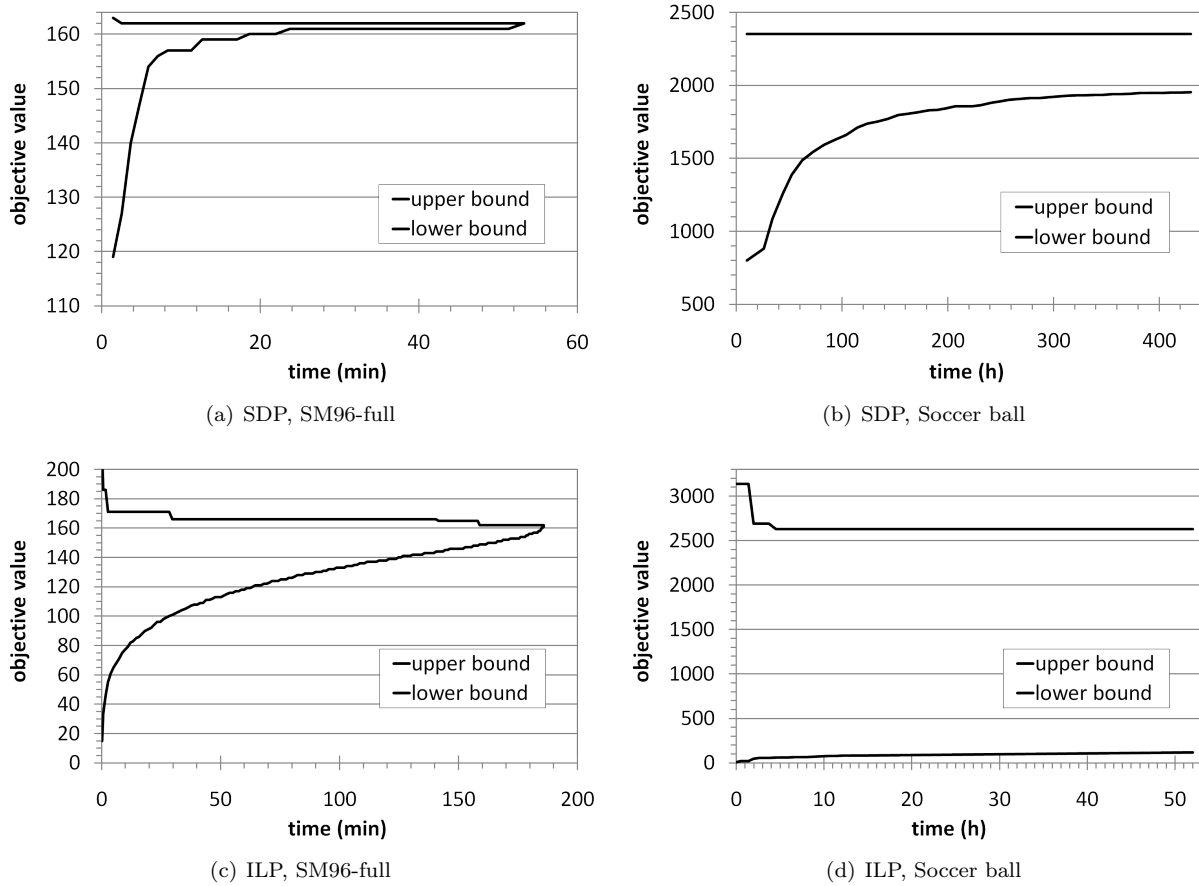 objective value
160
150
140
130
120
110
0
20
40
60
time (min)
upper bound
lower bound
(a) SDP, SM96-full
objective value
2500
2000
1500
1000
500
0
100
200
300
400
time (h)
upper bound
lower bound
(b) SDP, Soccer ball
objective value
200
180
160
140
120
100
80
60
40
20
0
0
50
100
150
200
time (min)
upper bound
lower bound
(c) ILP, SM96-full
objective value
3000
2500
2000
1500
1000
500
0
0
10
20
30
40
50
time (h)
upper bound
lower bound
(d) ILP, Soccer ball